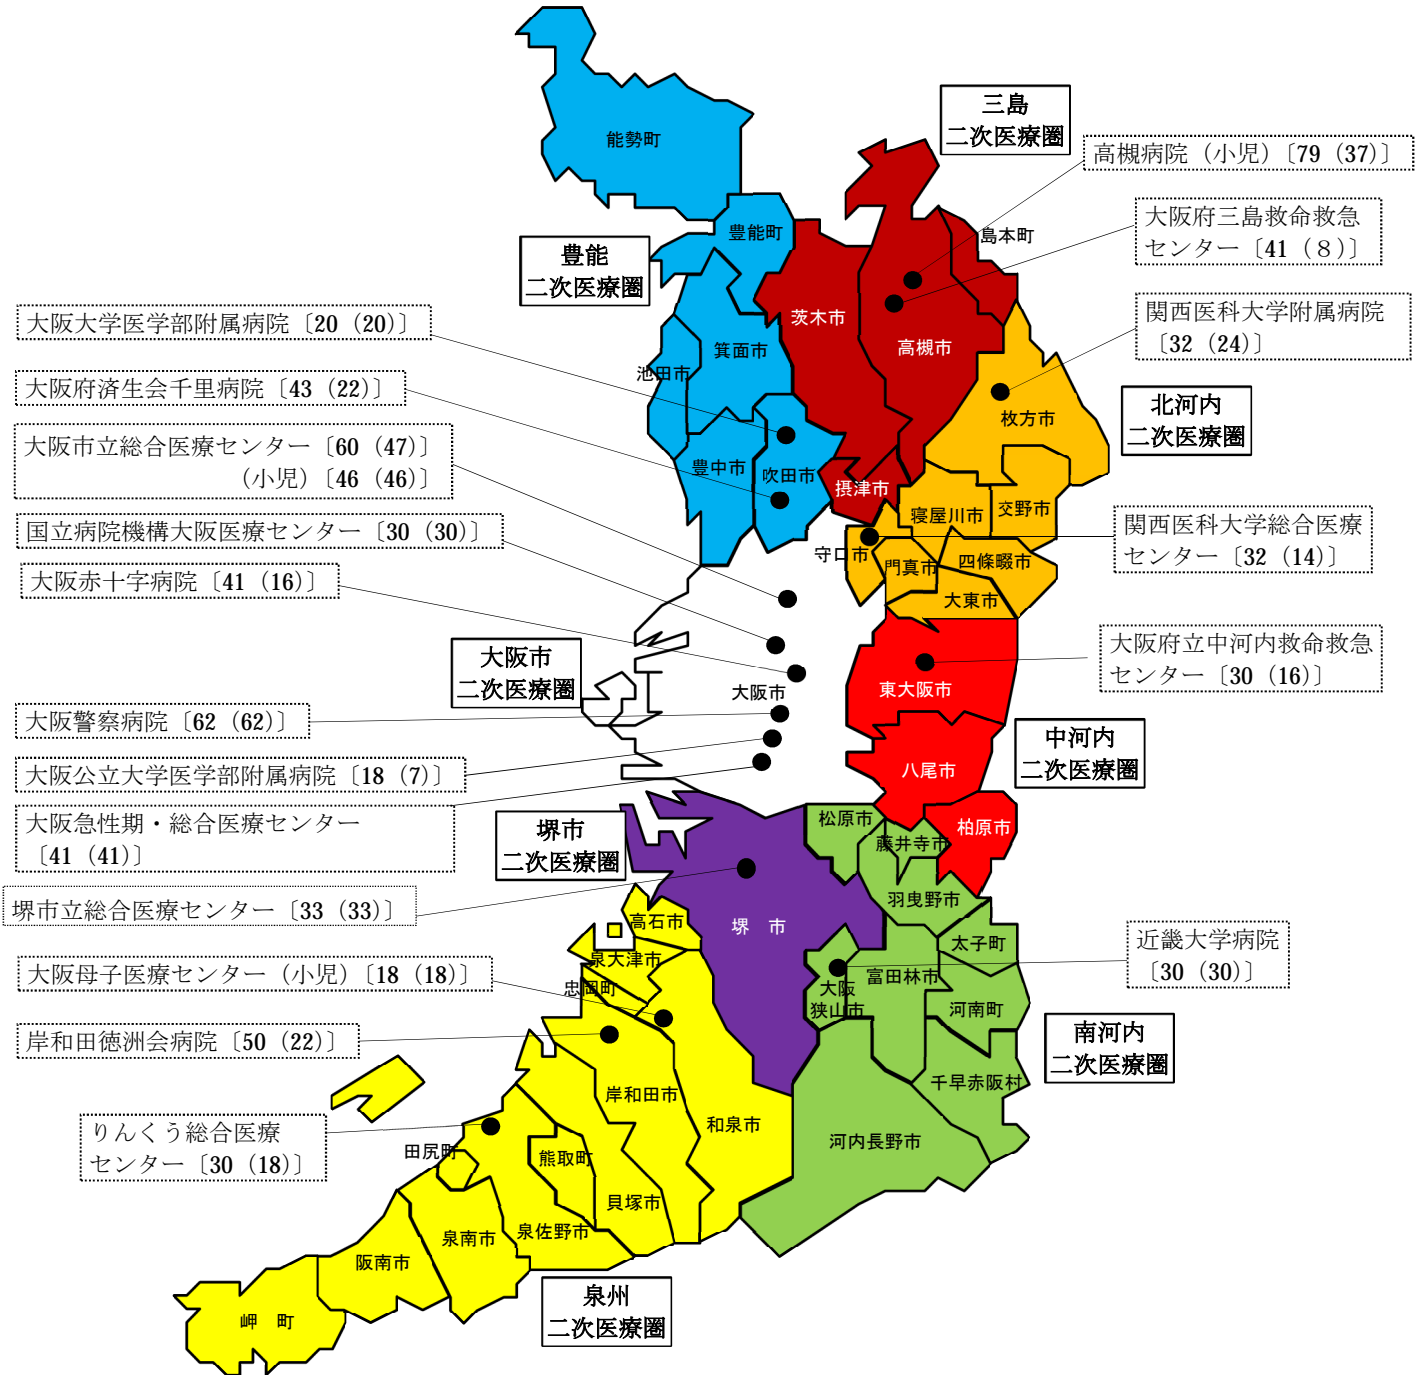 三島
二次医療圏
高槻病院（小児）〔79（37）〕
大阪府三島救命救急
センター〔41（８）〕
関西医科大学附属病院
〔32（24）〕
北河内
二次医療圏
関西医科大学総合医療
センター〔32（14）〕
大阪府立中河内救命救急
センター〔30（16）〕
中河内
二次医療圏
近畿大学病院
〔30（30）〕
南河内
二次医療圏
豊能
二次医療圏
大阪大学医学部附属病院〔20（20）〕
大阪府済生会千里病院〔43（22）〕
大阪市立総合医療センター〔60（47）〕
（小児）〔46（46）〕
国立病院機構大阪医療センター〔30（30）〕
大阪赤十字病院〔41（16）〕
大阪市
二次医療圏
大阪警察病院〔62（62）〕
大阪公立大学医学部附属病院〔18（7）〕
大阪急性期・総合医療センター
〔41（41）〕
堺市
二次医療圏
堺市立総合医療センター〔33（33）〕
大阪母子医療センター（小児）〔18（18）〕
岸和田徳洲会病院〔50（22）〕
りんくう総合医療
センター〔30（18）〕
泉州
二次医療圏
能勢町
豊能町
島本町
茨木市
高槻市
箕面市
池田市
枚方市
豊中市
吹田市
摂津市
寝屋川市
交野市
守口市
門真市
四條畷市
大東市
東大阪市
大阪市
八尾市
松原市
藤井寺市
柏原市
羽曳野市
高石市
堺　市
太子町
泉大津市
富田林市
忠岡町
大阪
狭山市
河南町
千早赤阪村
岸和田市
和泉市
河内長野市
田尻町
熊取町
貝塚市
泉佐野市
泉南市
阪南市
岬　町